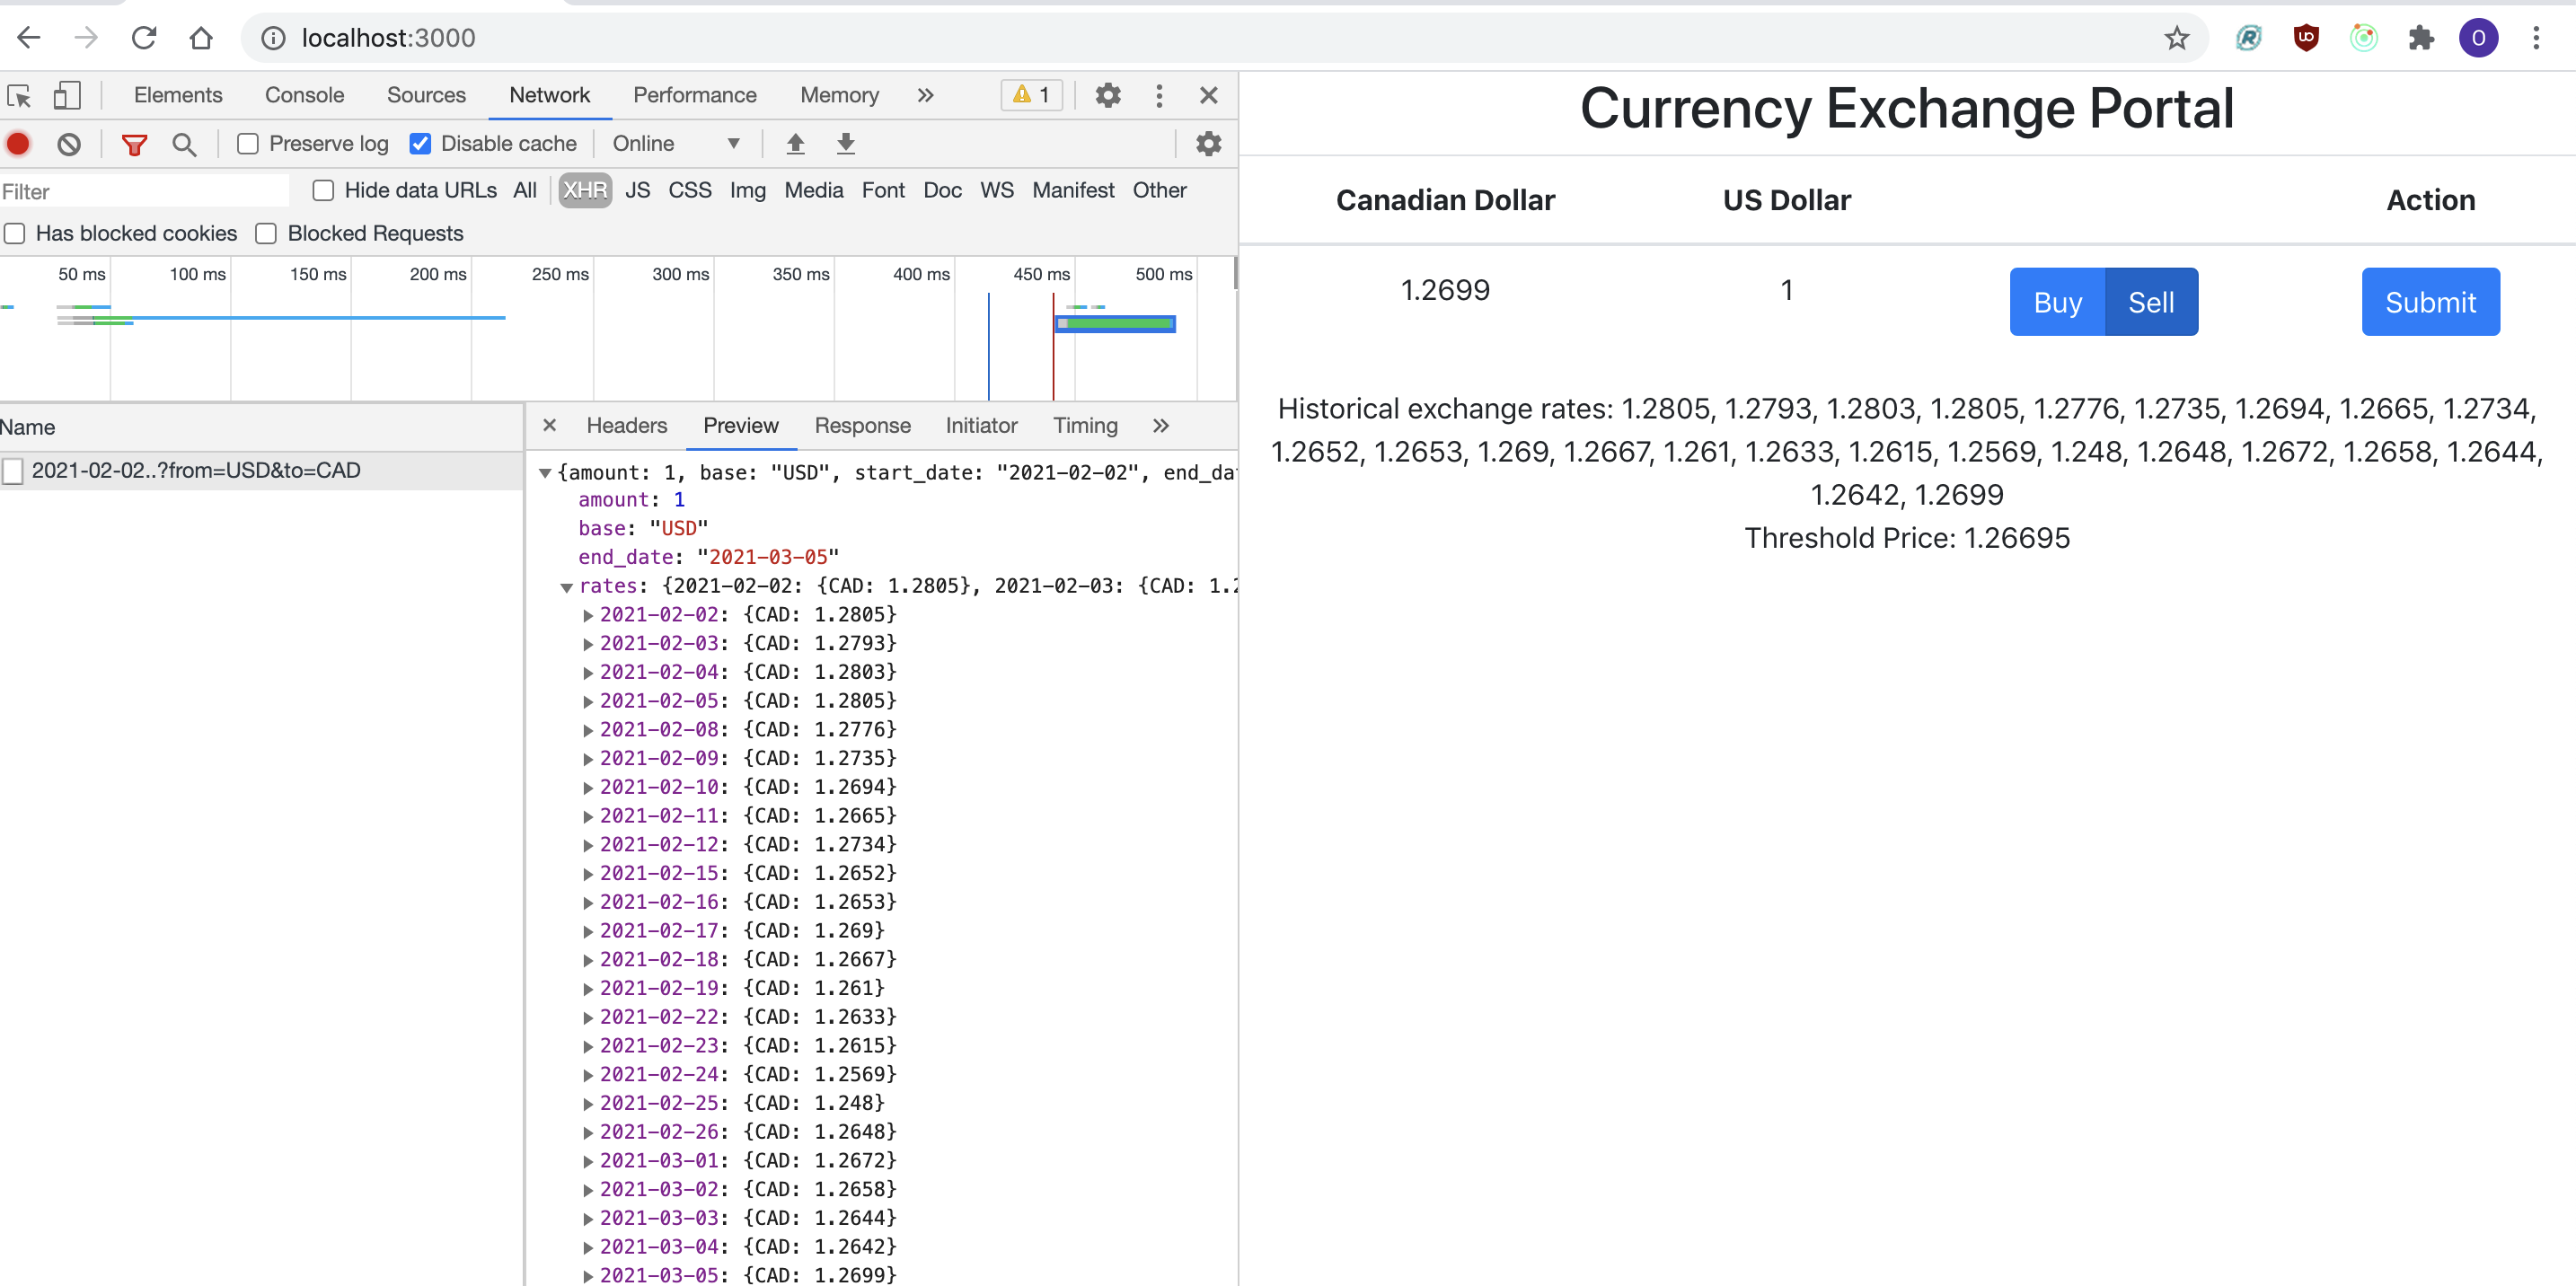 localhost:3000
O
Elements Console Sources Network Performance Memory » 1
Preserve log Disable cache Online
Filter Hide data URLs All XHR JS CSS Img Media Font Doc WS Manifest Other
Has blocked cookies Blocked Requests
50 ms 100 ms 150 ms 200 ms 250 ms 300 ms 350 ms 400 ms 450 ms 500 ms
Name
2021-02-02..?from=USD&to=CAD
Headers Preview Response Initiator Timing »
{amount: 1, base: "USD", start_date: "2021-02-02", end_da
amount: 1
base: "USD"
end_date: "2021-03-05"
rates: {2021-02-02: {CAD: 1.2805}, 2021-02-03: {CAD: 1.2
2021-02-02: {CAD: 1.2805}
2021-02-03: {CAD: 1.2793}
2021-02-04: {CAD: 1.2803}
2021-02-05: {CAD: 1.2805}
2021-02-08: {CAD: 1.2776}
2021-02-09: {CAD: 1.2735}
2021-02-10: {CAD: 1.2694}
2021-02-11: {CAD: 1.2665}
2021-02-12: {CAD: 1.2734}
2021-02-15: {CAD: 1.2652}
2021-02-16: {CAD: 1.2653}
2021-02-17: {CAD: 1.269}
2021-02-18: {CAD: 1.2667}
2021-02-19: {CAD: 1.261}
2021-02-22: {CAD: 1.2633}
2021-02-23: {CAD: 1.2615}
2021-02-24: {CAD: 1.2569}
2021-02-25: {CAD: 1.248}
2021-02-26: {CAD: 1.2648}
2021-03-01: {CAD: 1.2672}
2021-03-02: {CAD: 1.2658}
2021-03-03: {CAD: 1.2644}
2021-03-04: {CAD: 1.2642}
2021-03-05: {CAD: 1.2699}
Currency Exchange Portal
Canadian Dollar US Dollar Action
1.2699 1 Buy Sell Submit
Historical exchange rates: 1.2805, 1.2793, 1.2803, 1.2805, 1.2776, 1.2735, 1.2694, 1.2665, 1.2734,
1.2652, 1.2653, 1.269, 1.2667, 1.261, 1.2633, 1.2615, 1.2569, 1.248, 1.2648, 1.2672, 1.2658, 1.2644,
1.2642, 1.2699
Threshold Price: 1.26695